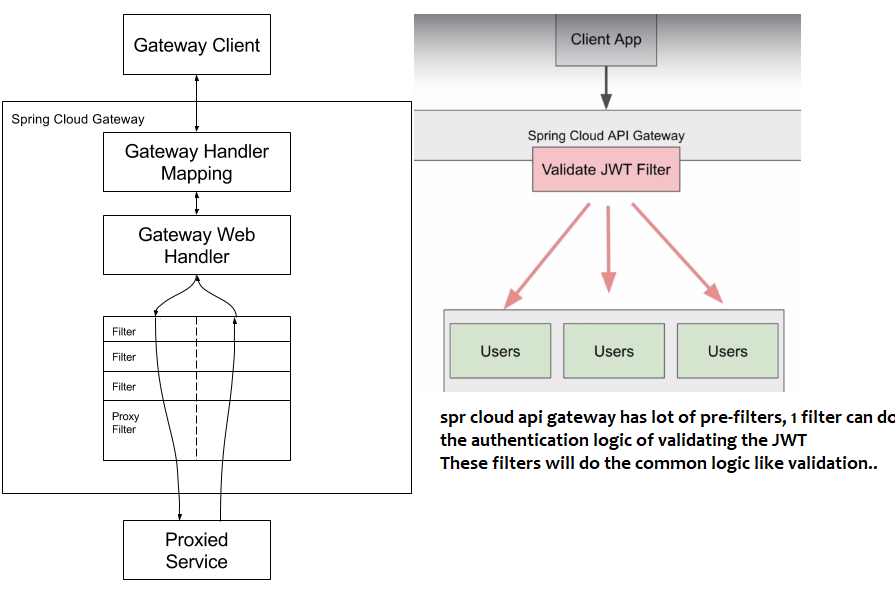 Gateway Client
Spring Cloud Gateway
Gateway Handler
Mapping
Gateway Web
Handler
Filter
Filter
Filter
Proxy
Filter
Proxied
Service
Client App
Spring Cloud API Gateway
Validate JWT Filter
Users
Users
Users
spr cloud api gateway has lot of pre-filters, 1 filter can do
the authentication logic of validating the JWT
These filters will do the common logic like validation..